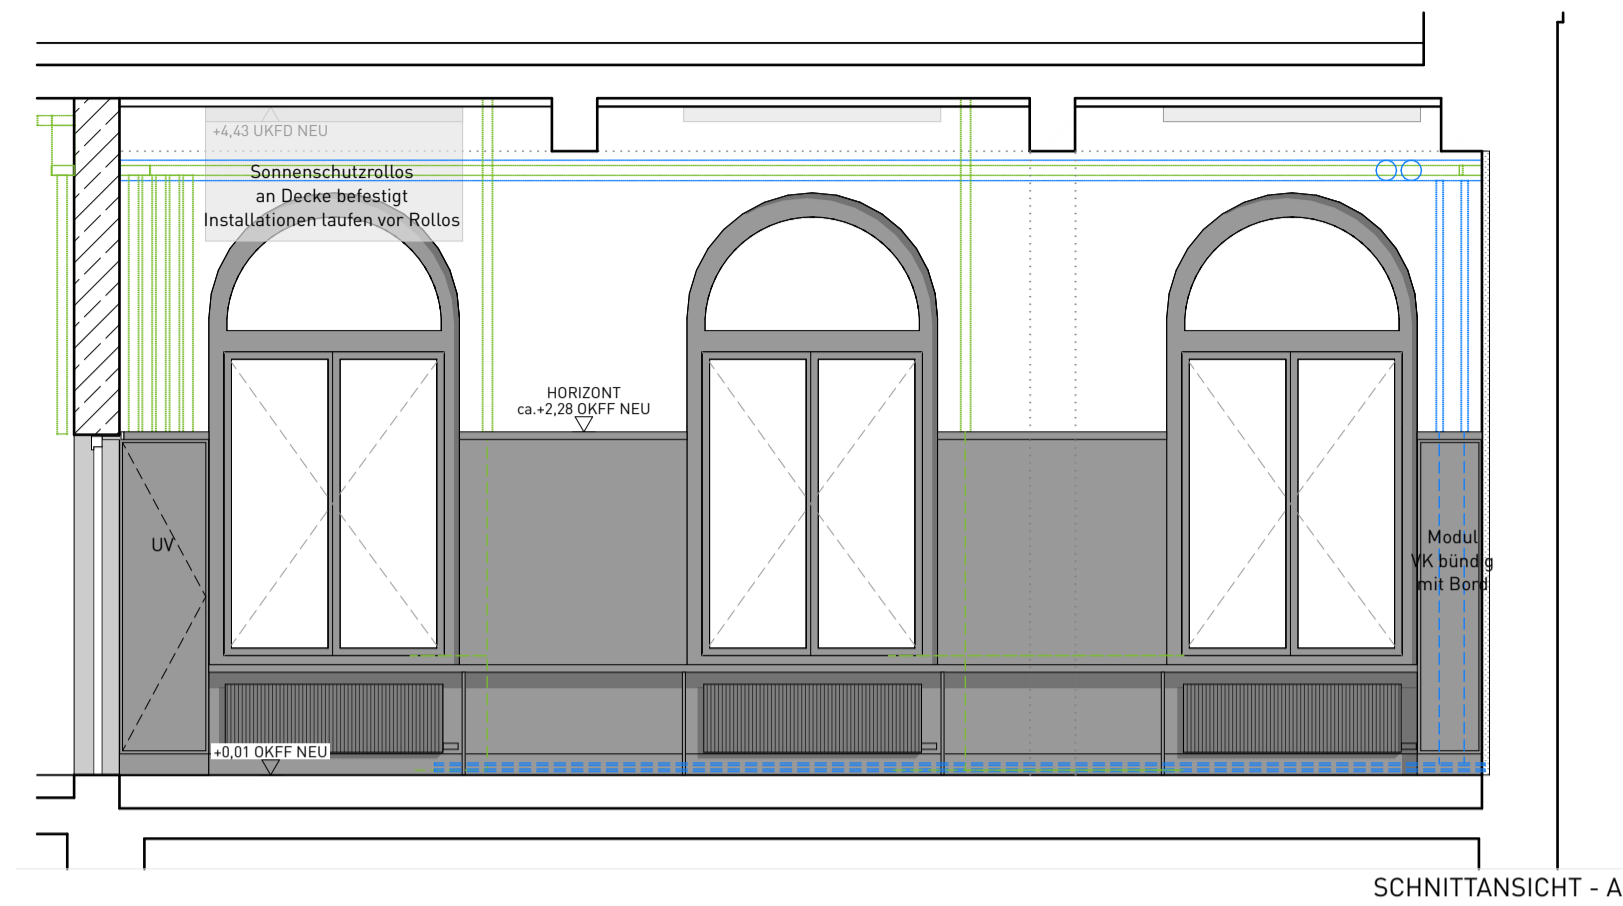 +4,43 UKFD NEU
Sonnenschutzrollos
an Decke befestigt
Installationen laufen vor Rollos
HORIZONT
ca.+2,28 OKFF NEU
UV
Modul
VK bündig
mit Bord
+0,01 OKFF NEU
SCHNITTANSICHT - A